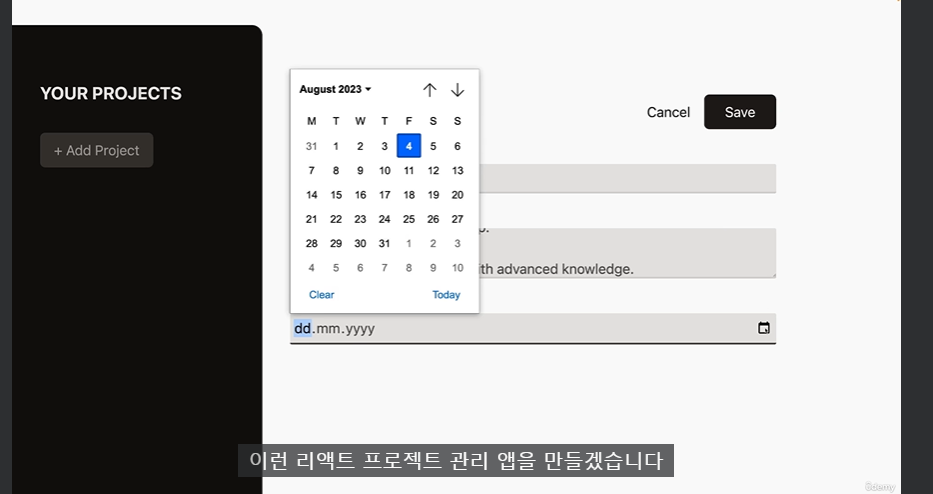 YOUR PROJECTS
+ Add Project
Cancel
Save
August 2023
M T W T F S S
31 1 2 3 4 5 6
7 8 9 10 11 12 13
14 15 16 17 18 19 20
21 22 23 24 25 26 27
28 29 30 31 1 2 3
4 5 6 7 8 9 10
Clear
Today
p.
ith advanced knowledge.
dd.mm.yyyy
이런 리액트 프로젝트 관리 앱을 만들겠습니다
Udemy